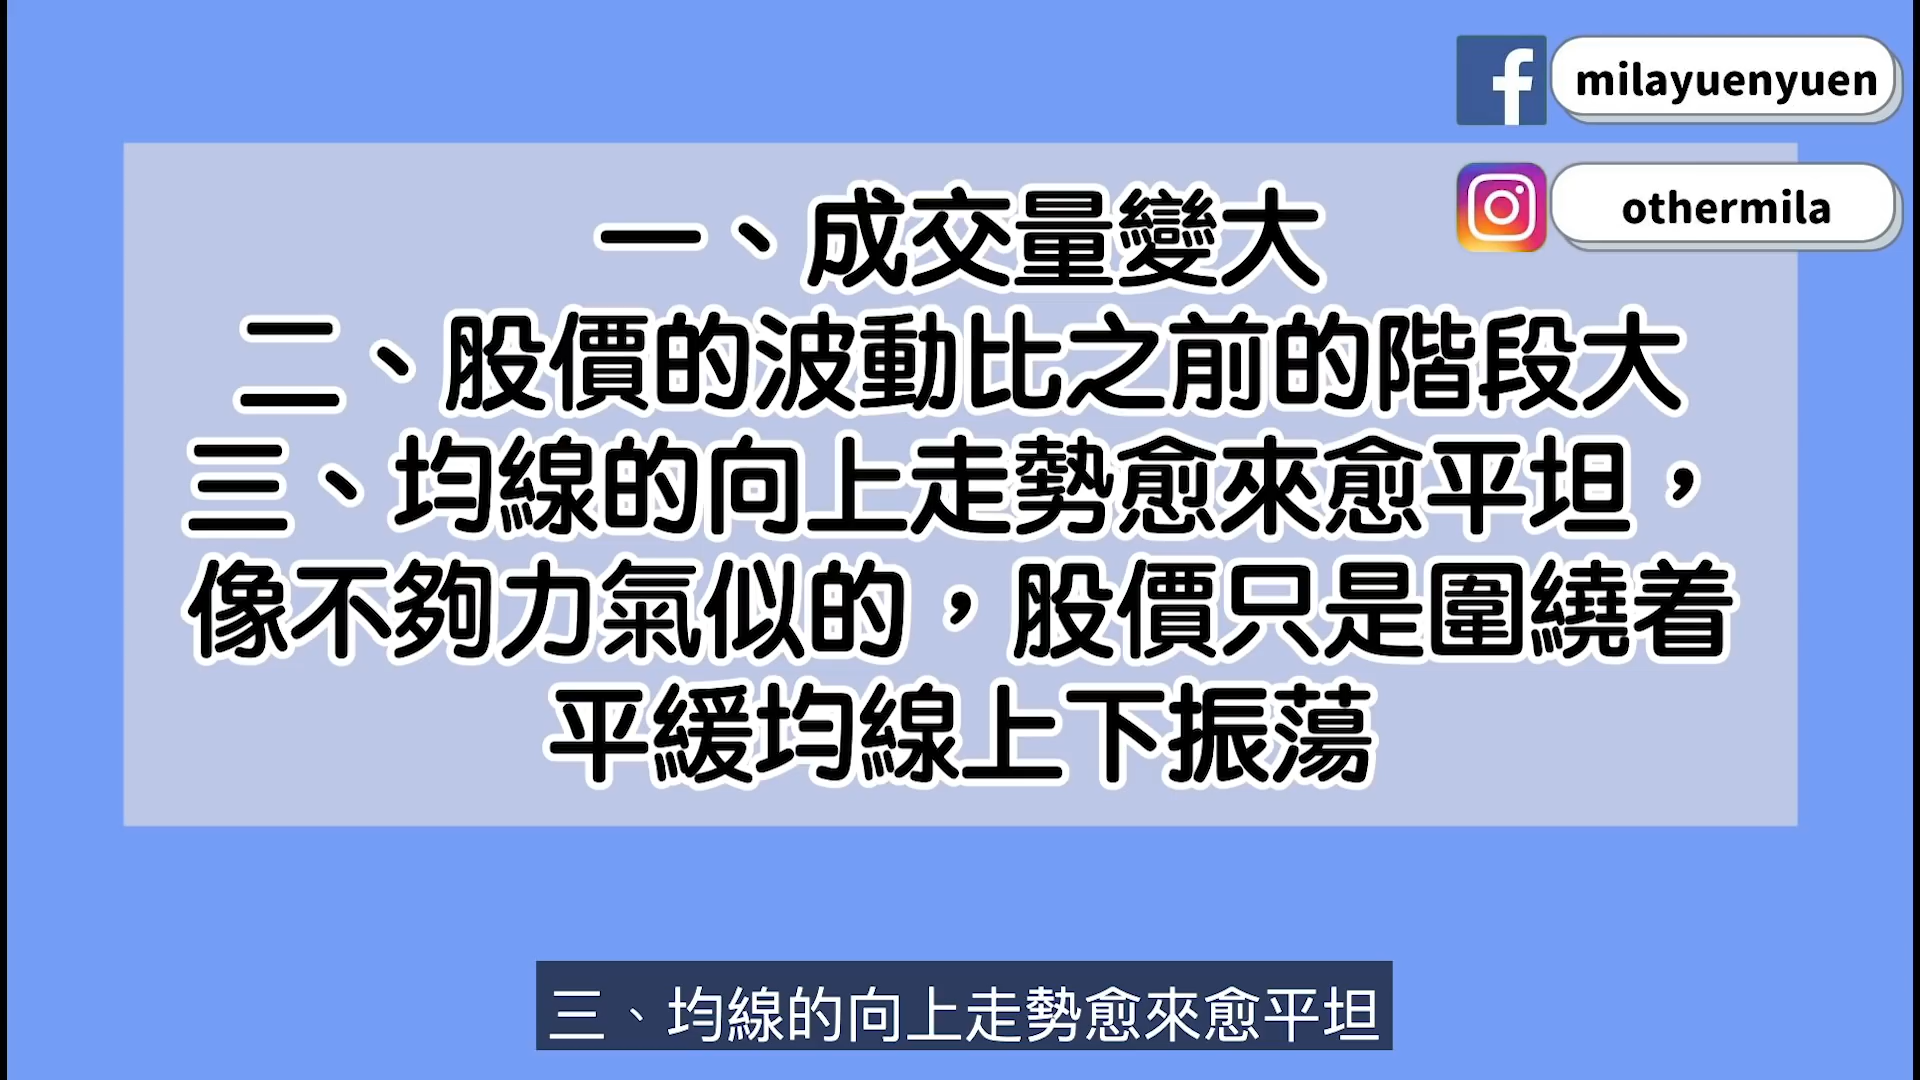 milayuenyuen
othermila
一、成交量變大
二、股價的波動比之前的階段大
三、均線的向上走勢愈來愈平坦，
像不夠力氣似的，股價只是圍繞着
平緩均線上下振蕩
三、均線的向上走勢愈來愈平坦